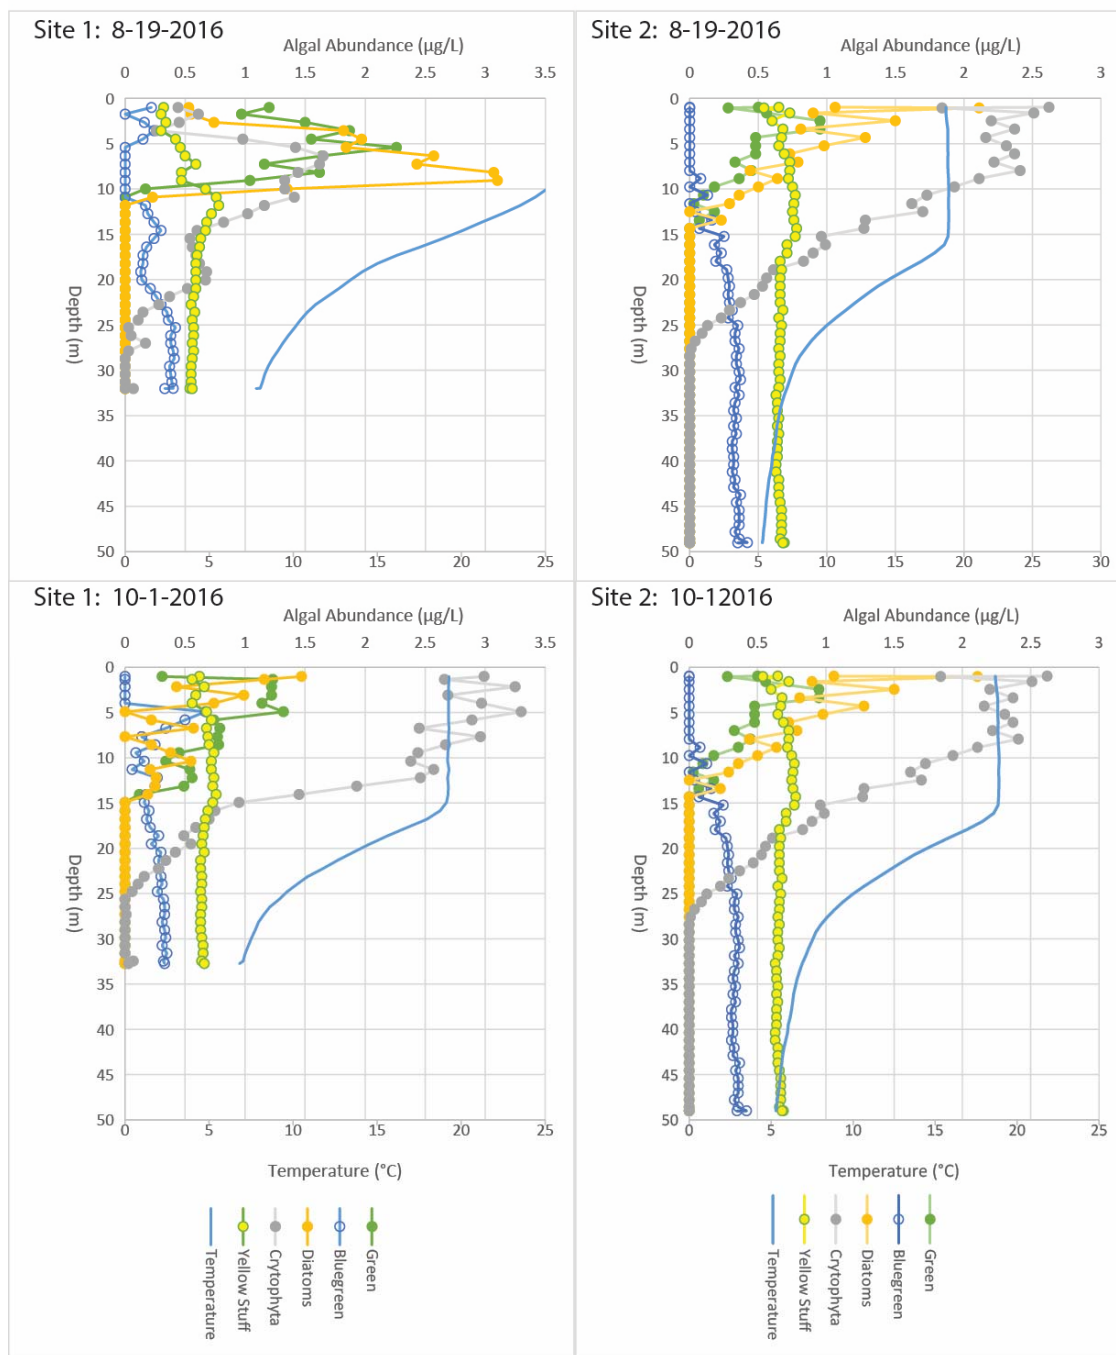 Site 1: 8-19-2016
Algal Abundance (µg/L)
0 0.5 1 1.5 2 2.5 3 3.5
0
5
10
15
20
25
30
35
40
45
50
Depth (m)
0 5 10 15 20 25
Site 2: 8-19-2016
Algal Abundance (µg/L)
0 0.5 1 1.5 2 2.5 3
0
5
10
15
20
25
30
35
40
45
50
Depth (m)
0 5 10 15 20 25 30
Site 1: 10-1-2016
Algal Abundance (µg/L)
0 0.5 1 1.5 2 2.5 3 3.5
0
5
10
15
20
25
30
35
40
45
50
Depth (m)
0 5 10 15 20 25
Temperature (°C)
Temperature
Yellow Stuff
Crytophyta
Diatoms
Bluegreen
Green
Site 2: 10-12016
Algal Abundance (µg/L)
0 0.5 1 1.5 2 2.5 3
0
5
10
15
20
25
30
35
40
45
50
Depth (m)
0 5 10 15 20 25
Temperature (°C)
Temperature
Yellow Stuff
Crytophyta
Diatoms
Bluegreen
Green